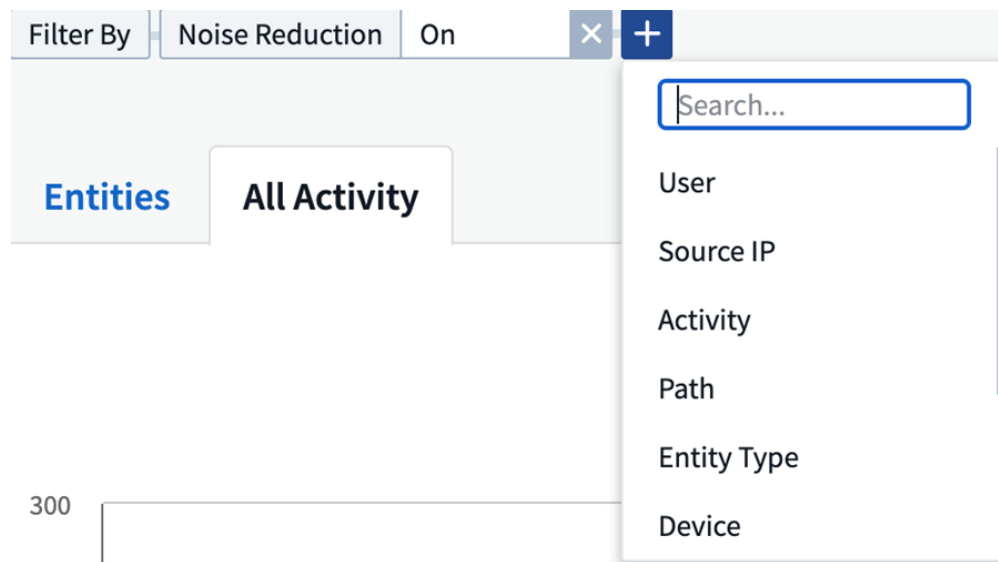 Filter By Noise Reduction On × +
Search...
User
Entities All Activity
Source IP
Activity
Path
Entity Type
300
Device